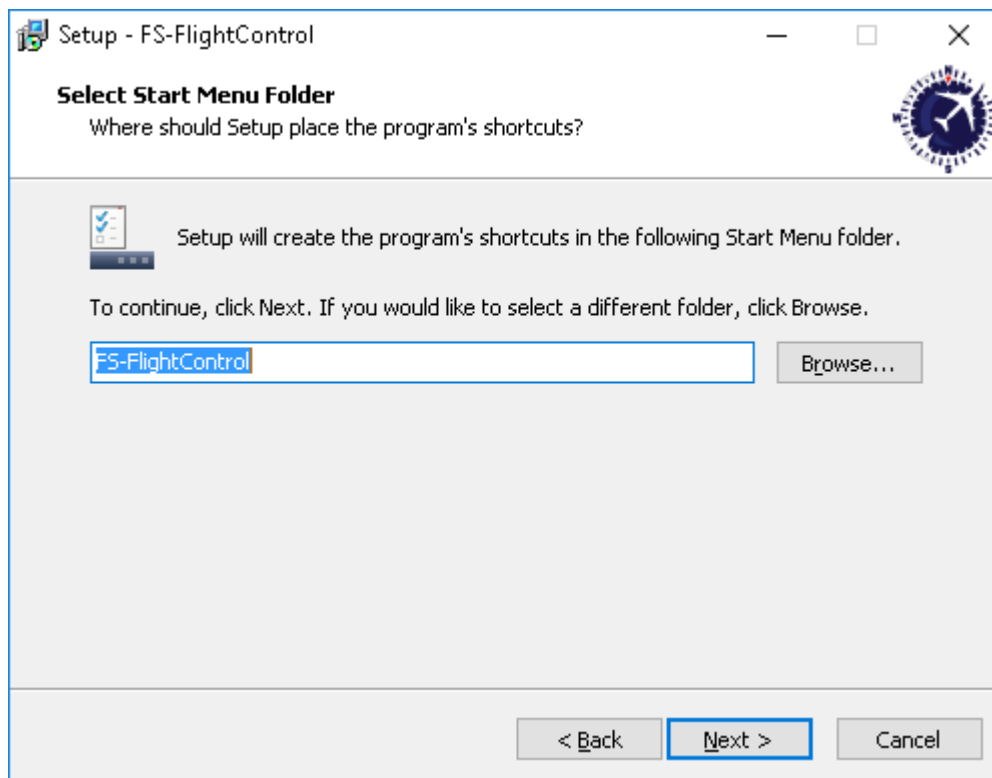 Setup - FS-FlightControl
Select Start Menu Folder
Where should Setup place the program's shortcuts?
Setup will create the program's shortcuts in the following Start Menu folder.
To continue, click Next. If you would like to select a different folder, click Browse.
FS-FlightControl
Browse...
< Back
Next >
Cancel